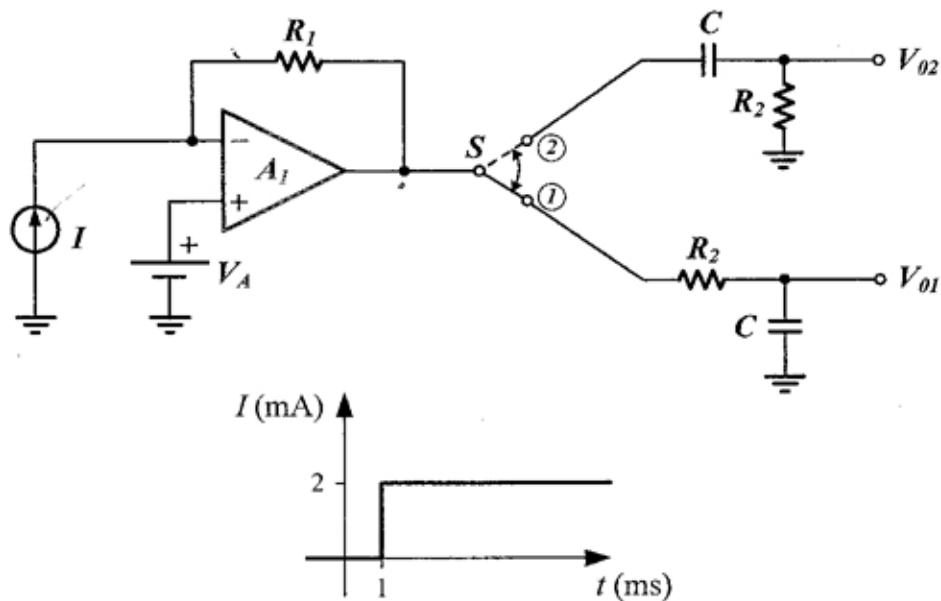 R1
C
V02
R2
S
②
−
A1
+
①
I
+
VA
R2
V01
C
I (mA)
2
1
t (ms)